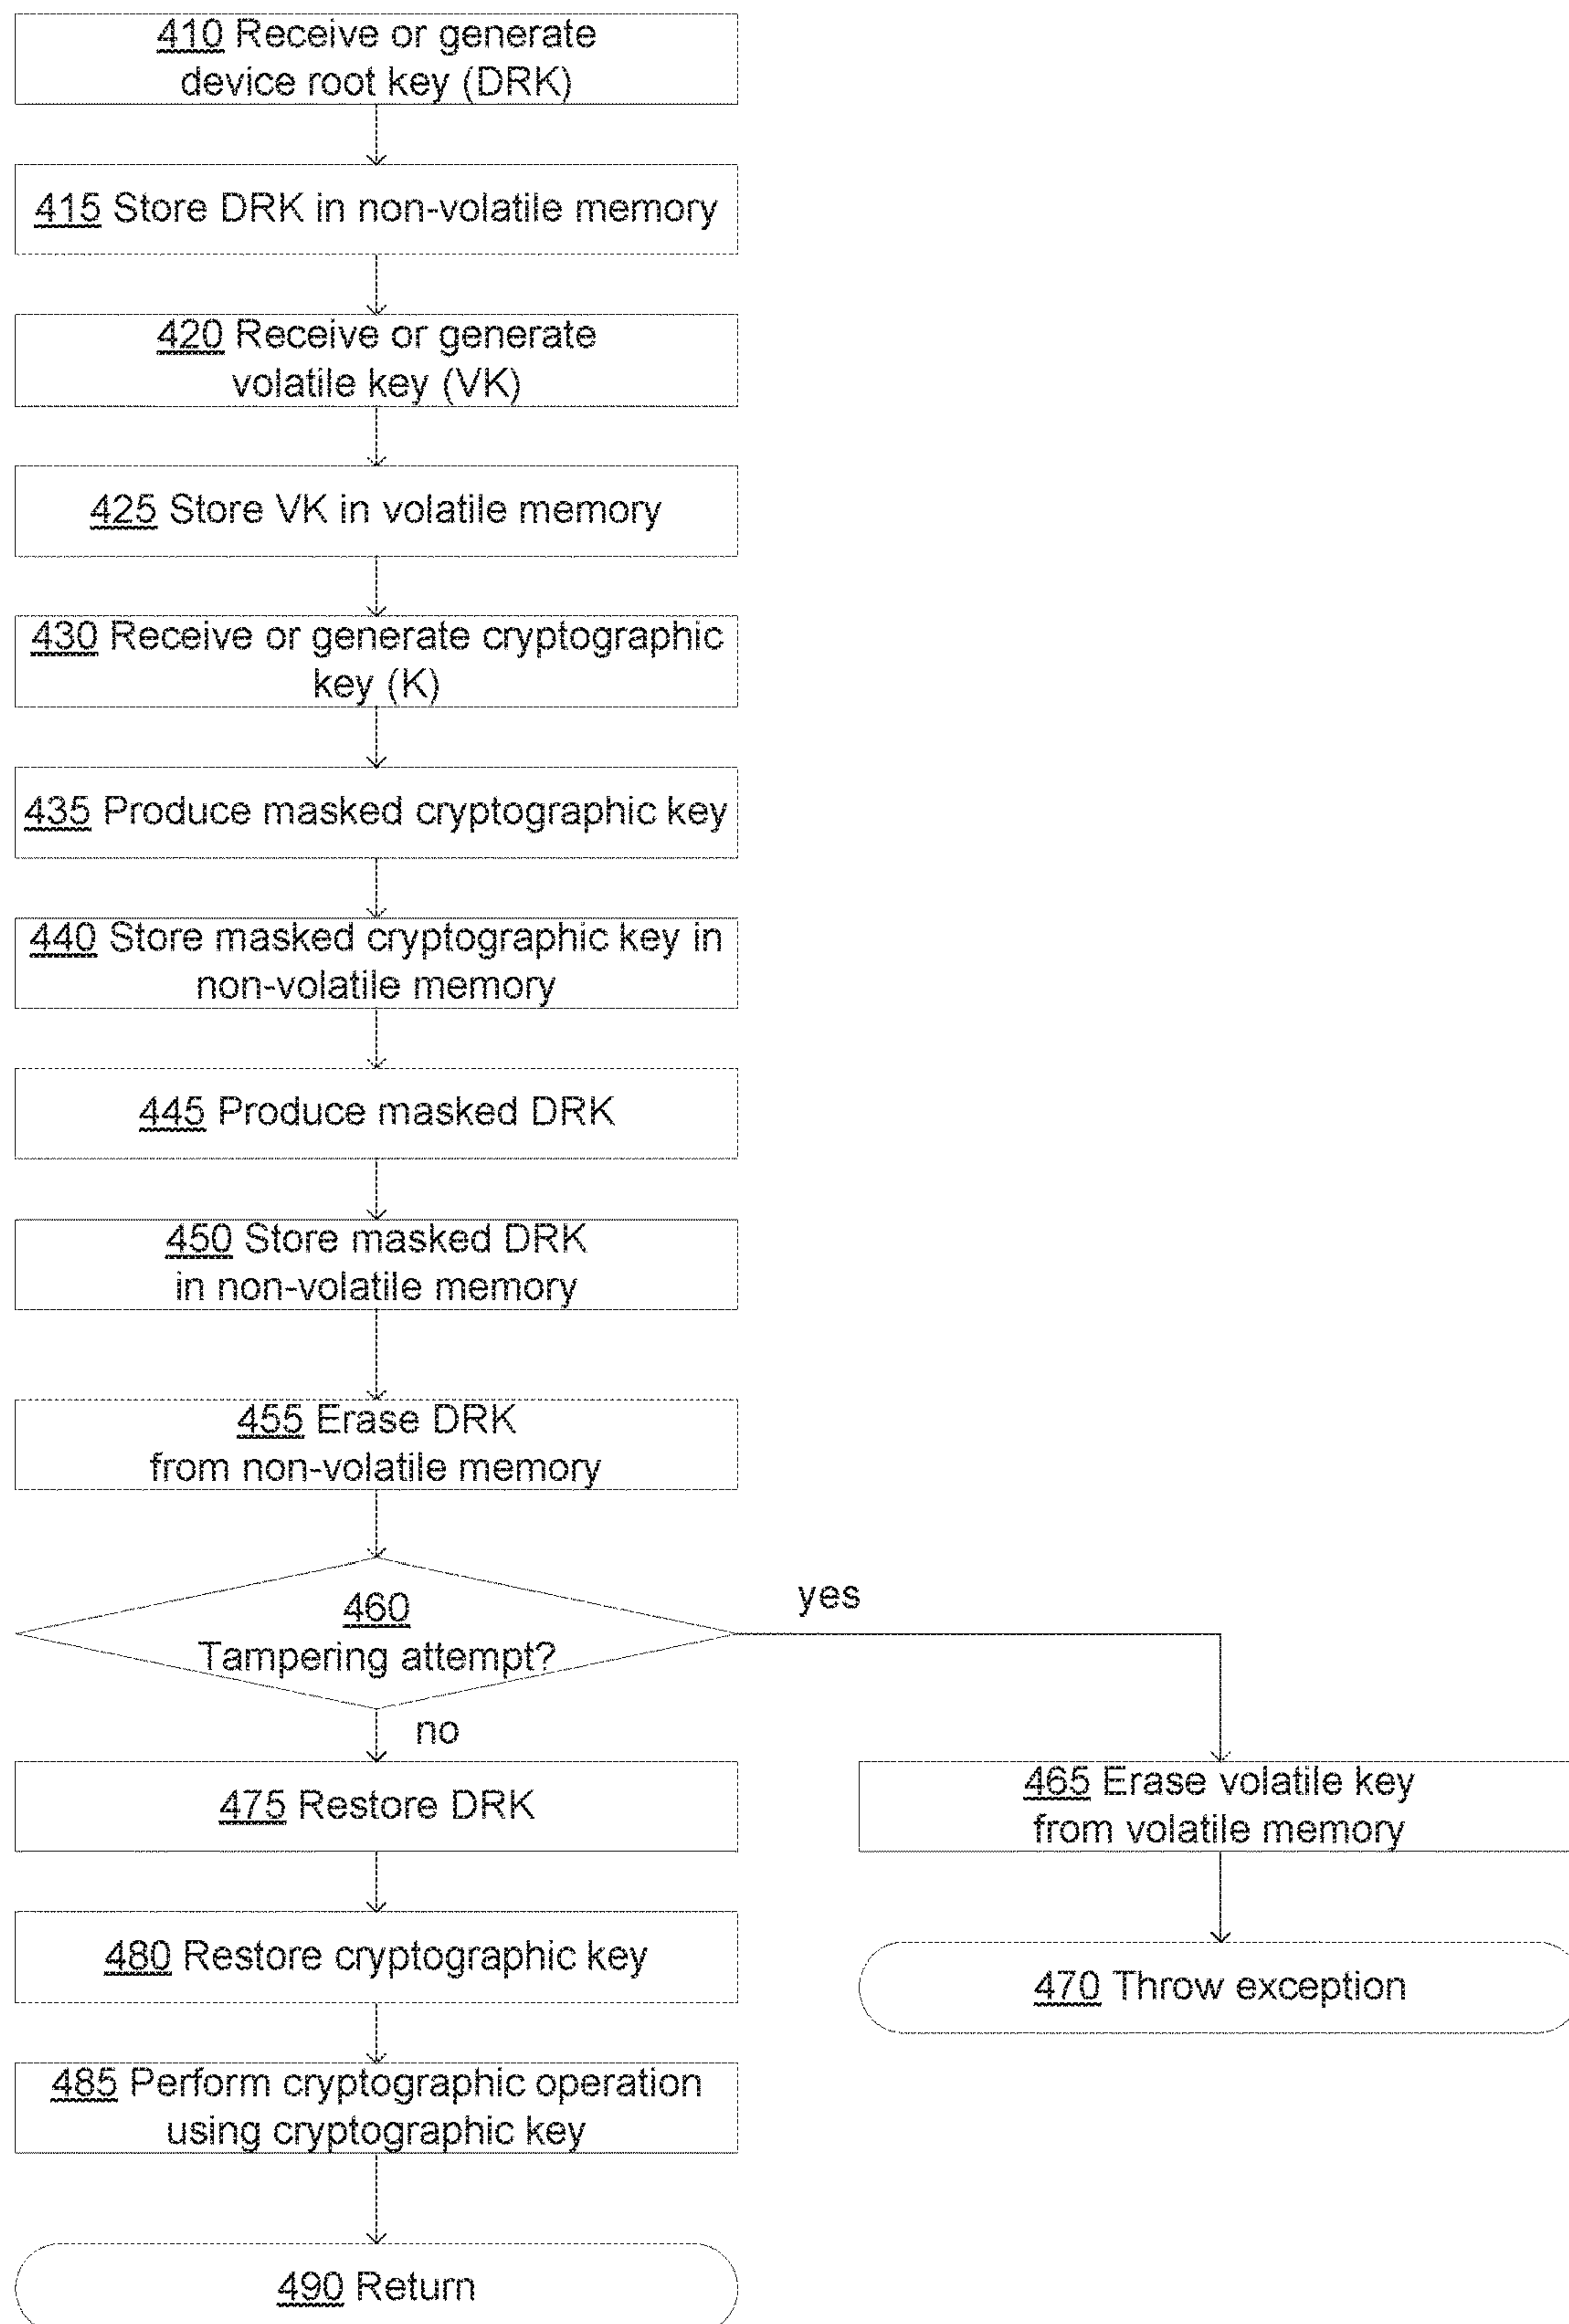 410 Receive or generate
device root key (DRK)
415 Store DRK in non-volatile memory
420 Receive or generate
volatile key (VK)
425 Store VK in volatile memory
430 Receive or generate cryptographic
key (K)
435 Produce masked cryptographic key
440 Store masked cryptographic key in
non-volatile memory
445 Produce masked DRK
450 Store masked DRK
in non-volatile memory
455 Erase DRK
from non-volatile memory
460
Tampering attempt?
yes
no
475 Restore DRK
465 Erase volatile key
from volatile memory
480 Restore cryptographic key
470 Throw exception
485 Perform cryptographic operation
using cryptographic key
490 Return